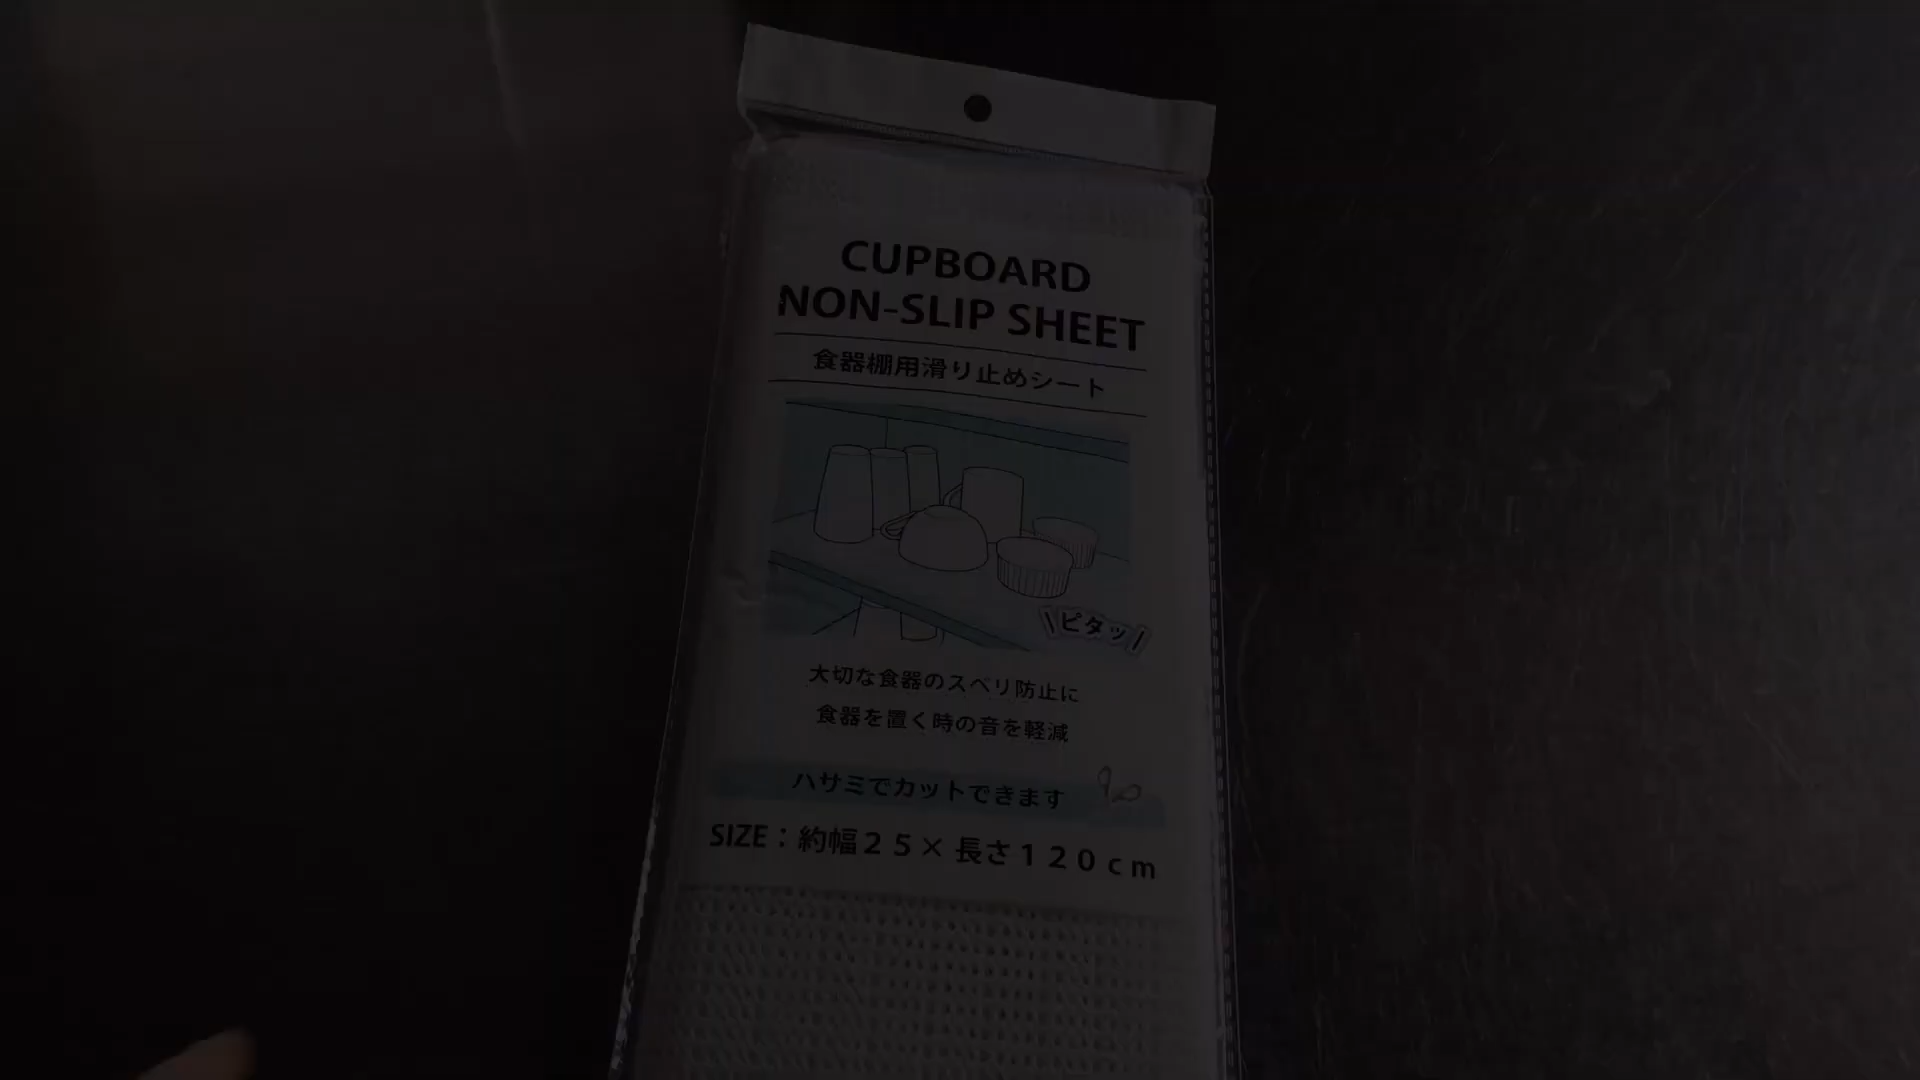 CUPBOARD
NON-SLIP SHEET
食器棚用滑り止めシート
ピタッ
大切な食器のスベリ防止に
食器を置く時の音を軽減
ハサミでカットできます
SIZE：約幅２５×長さ１２０ｃｍ